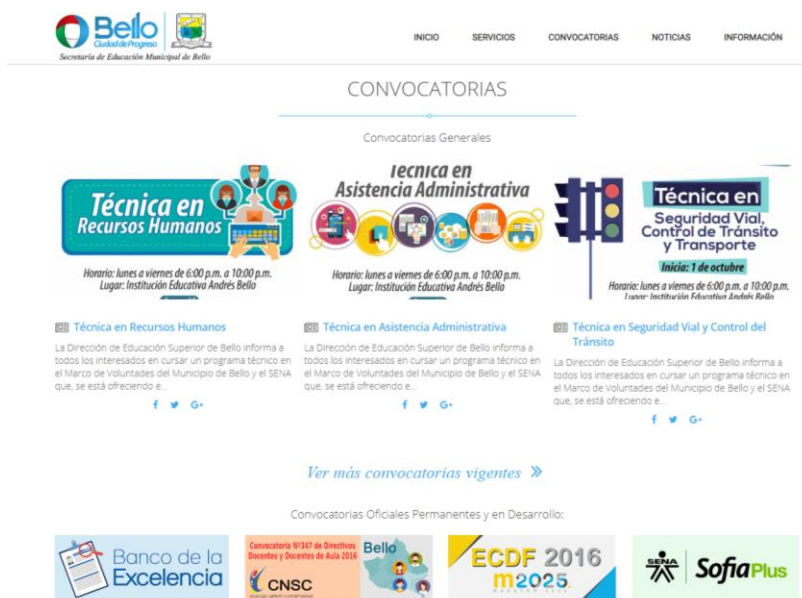 Bello
Ciudad de Progreso
Secretaría de Educación Municipal de Bello
INICIO SERVICIOS CONVOCATORIAS NOTICIAS INFORMACIÓN
CONVOCATORIAS
Convocatorias Generales
Técnica en
Recursos Humanos
Horario: lunes a viernes de 6:00 p.m. a 10:00 p.m.
Lugar: Institución Educativa Andrés Bello
Técnica en
Asistencia Administrativa
Horario: lunes a viernes de 6:00 p.m. a 10:00 p.m.
Lugar: Institución Educativa Andrés Bello
Técnica en
Seguridad Vial,
Control de Tránsito
y Transporte
Inicia: 1 de octubre
Horario: lunes a viernes de 6:00 p.m. a 10:00 p.m.
Lugar: Institución Educativa Andrés Bello
Técnica en Recursos Humanos
La Dirección de Educación Superior de Bello informa a
todos los interesados en cursar un programa técnico en
el Marco de Voluntades del Municipio de Bello y el SENA
que, se está ofreciendo e...
Técnica en Asistencia Administrativa
La Dirección de Educación Superior de Bello informa a
todos los interesados en cursar un programa técnico en
el Marco de Voluntades del Municipio de Bello y el SENA
que, se está ofreciendo e...
Técnica en Seguridad Vial y Control del
Tránsito
La Dirección de Educación Superior de Bello informa a
todos los interesados en cursar un programa técnico en
el Marco de Voluntades del Municipio de Bello y el SENA
que, se está ofreciendo e...
Ver más convocatorias vigentes »
Convocatorias Oficiales Permanentes y en Desarrollo:
Banco de la
Excelencia
Convocatoria N°347 de Directivos
Docentes y Docentes de Aula 2016
Bello
CNSC
ECDF 2016
m2025
SENA
SofiaPlus